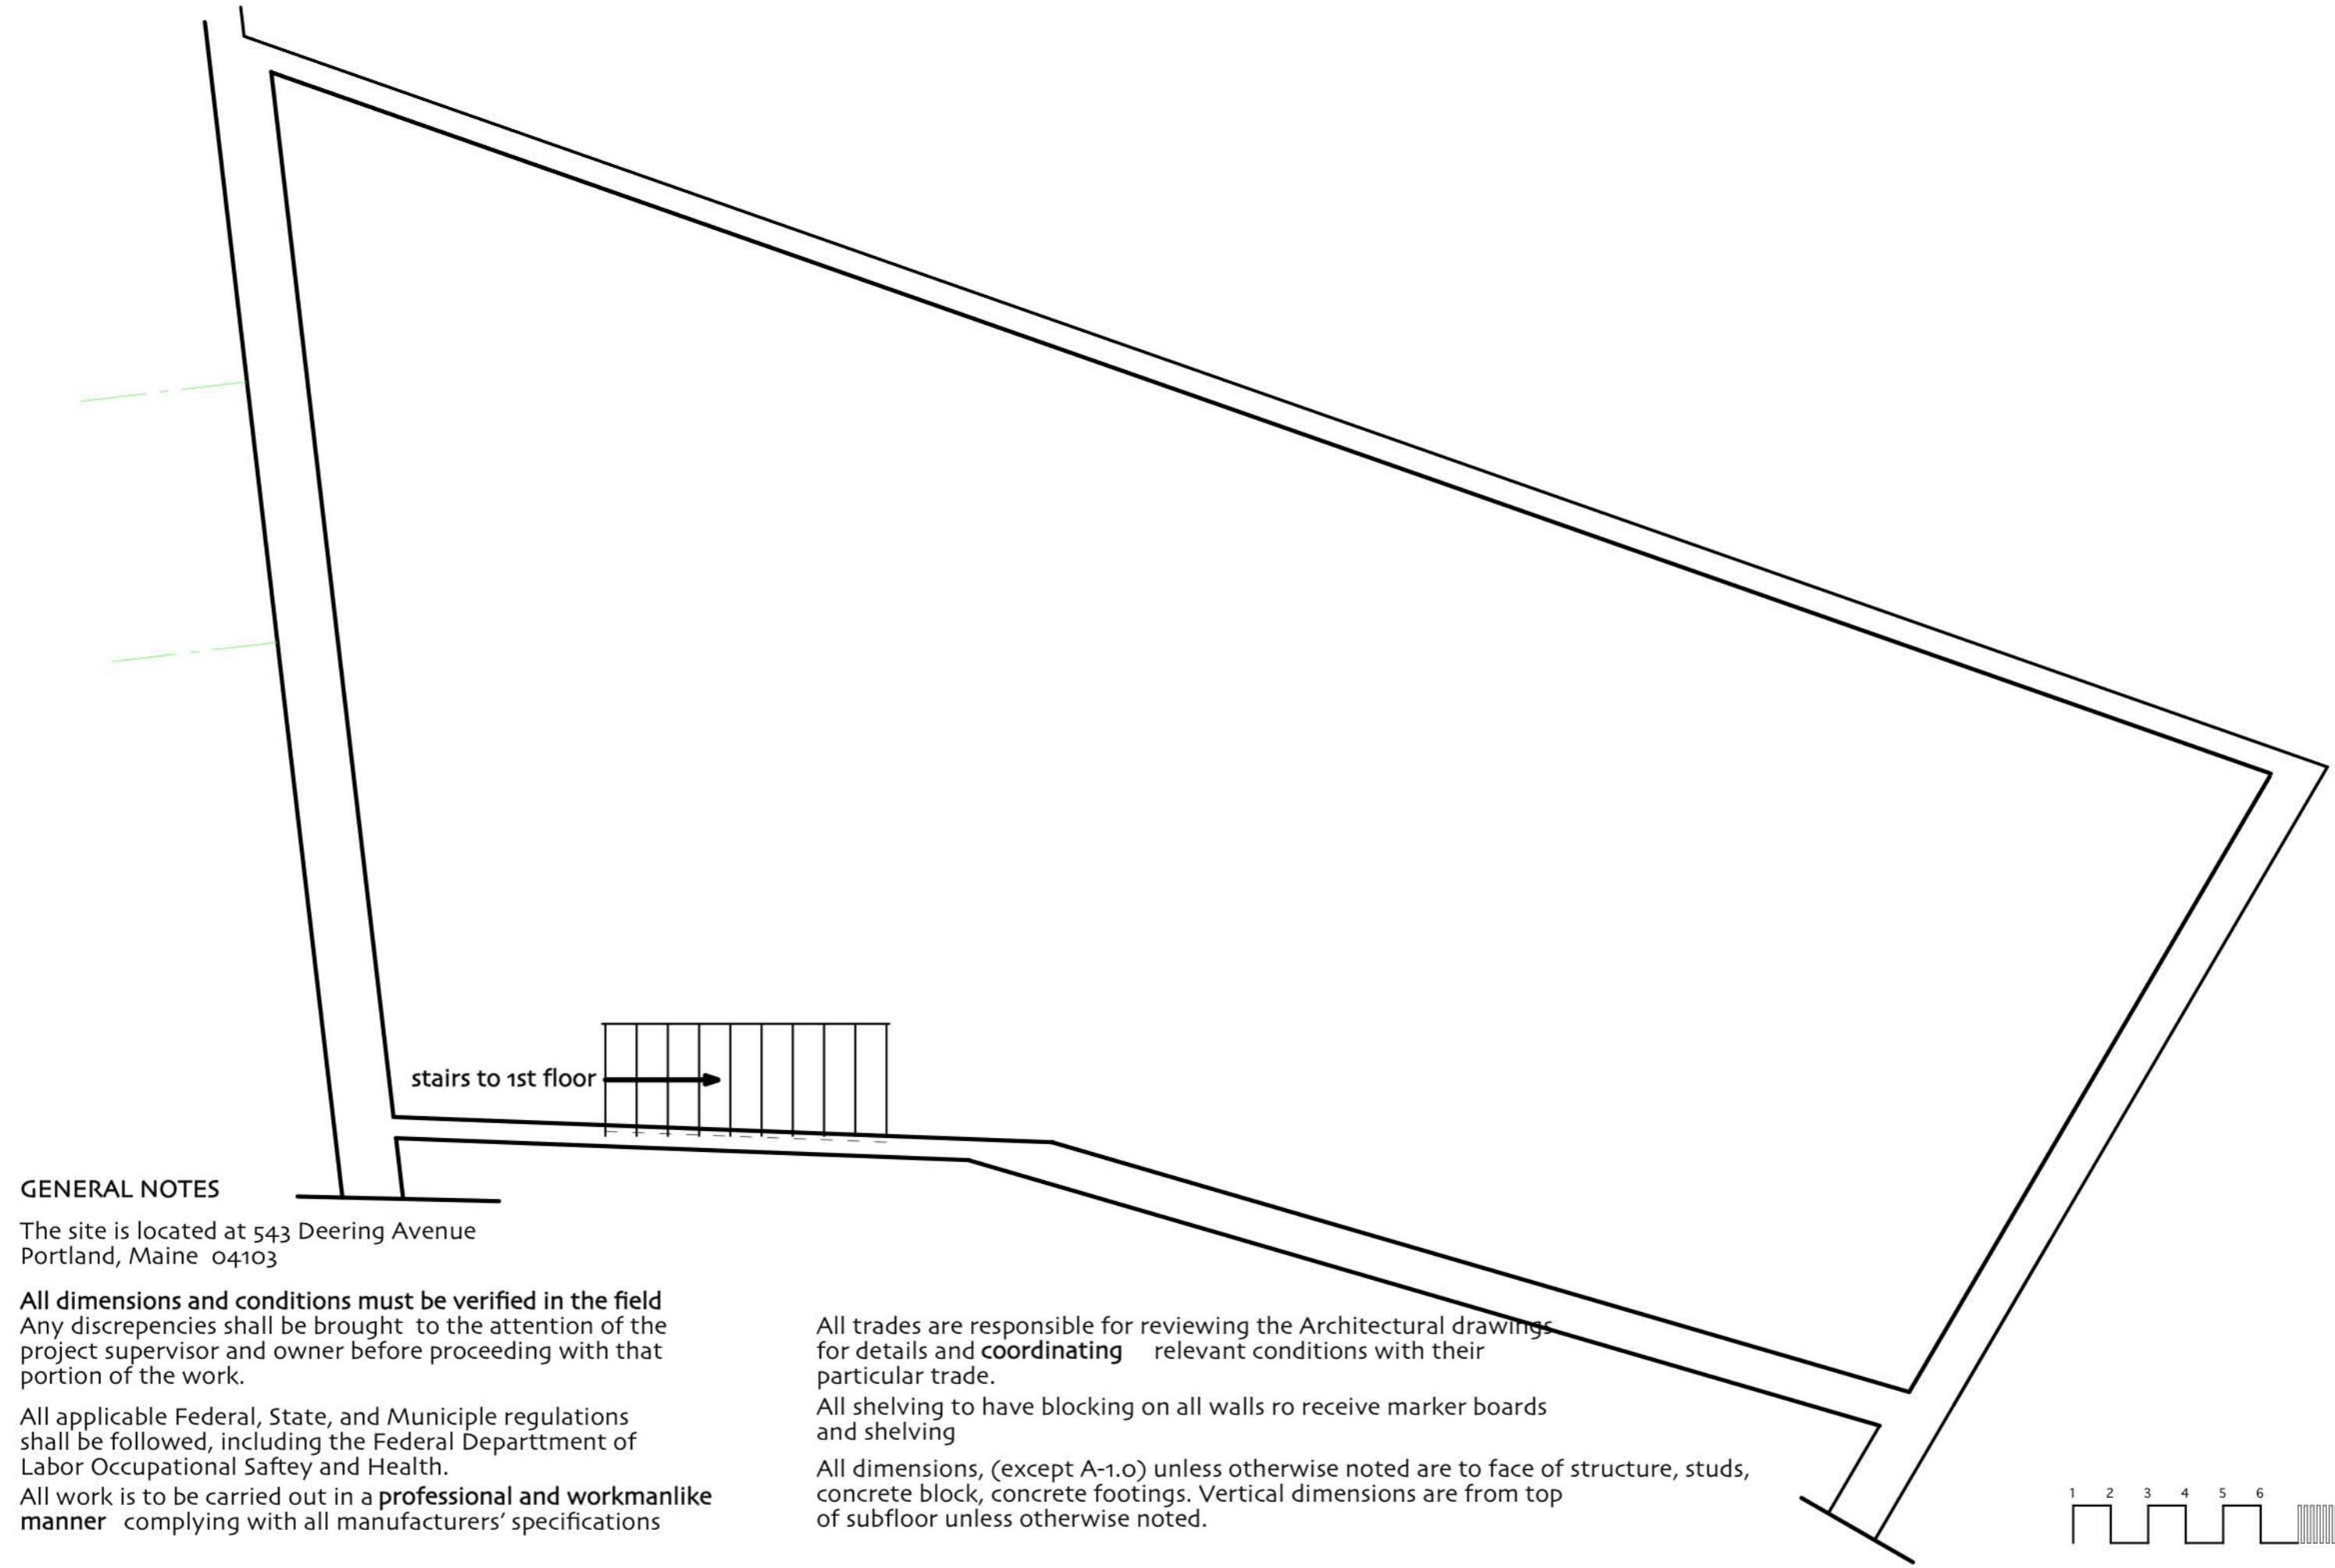 stairs to 1st floor
GENERAL NOTES
The site is located at 543 Deering Avenue
Portland, Maine 04103
All dimensions and conditions must be verified in the field
Any discrepencies shall be brought to the attention of the
project supervisor and owner before proceeding with that
portion of the work.
All applicable Federal, State, and Municiple regulations
shall be followed, including the Federal Departtment of
Labor Occupational Saftey and Health.
All work is to be carried out in a professional and workmanlike
manner complying with all manufacturers' specifications
All trades are responsible for reviewing the Architectural drawings
for details and coordinating relevant conditions with their
particular trade.
All shelving to have blocking on all walls ro receive marker boards
and shelving
All dimensions, (except A-1.0) unless otherwise noted are to face of structure, studs,
concrete block, concrete footings. Vertical dimensions are from top
of subfloor unless otherwise noted.
1 2 3 4 5 6